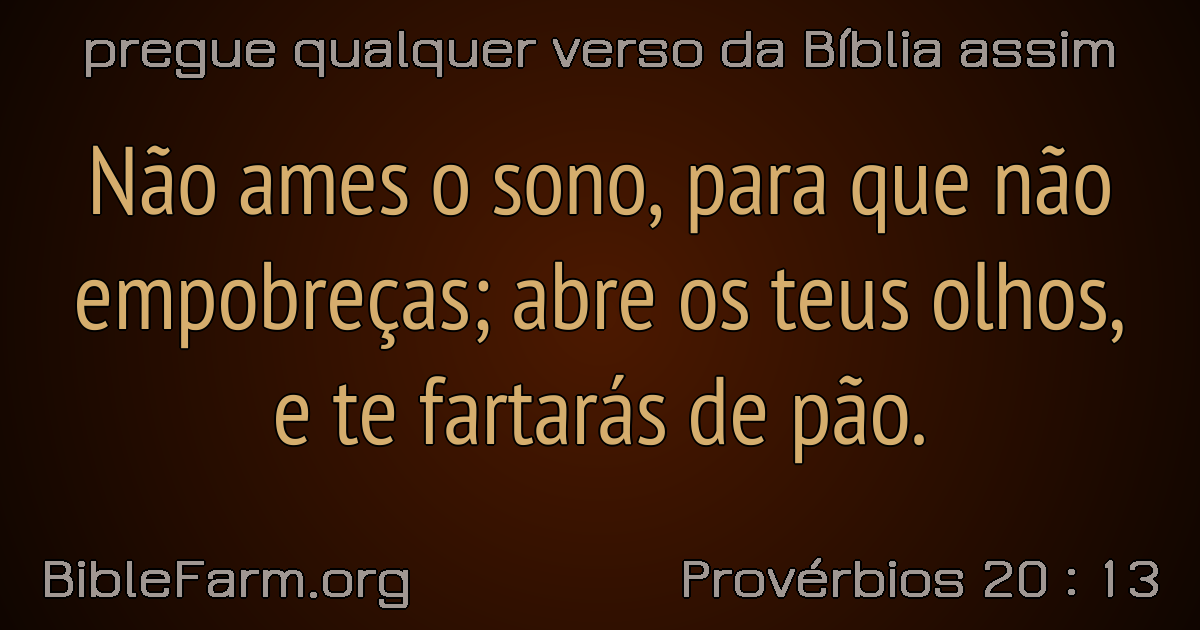 pregue qualquer verso da Bíblia assim
Não ames o sono, para que não
empobreças; abre os teus olhos,
e te fartarás de pão.
BibleFarm.org
Provérbios 20 : 13